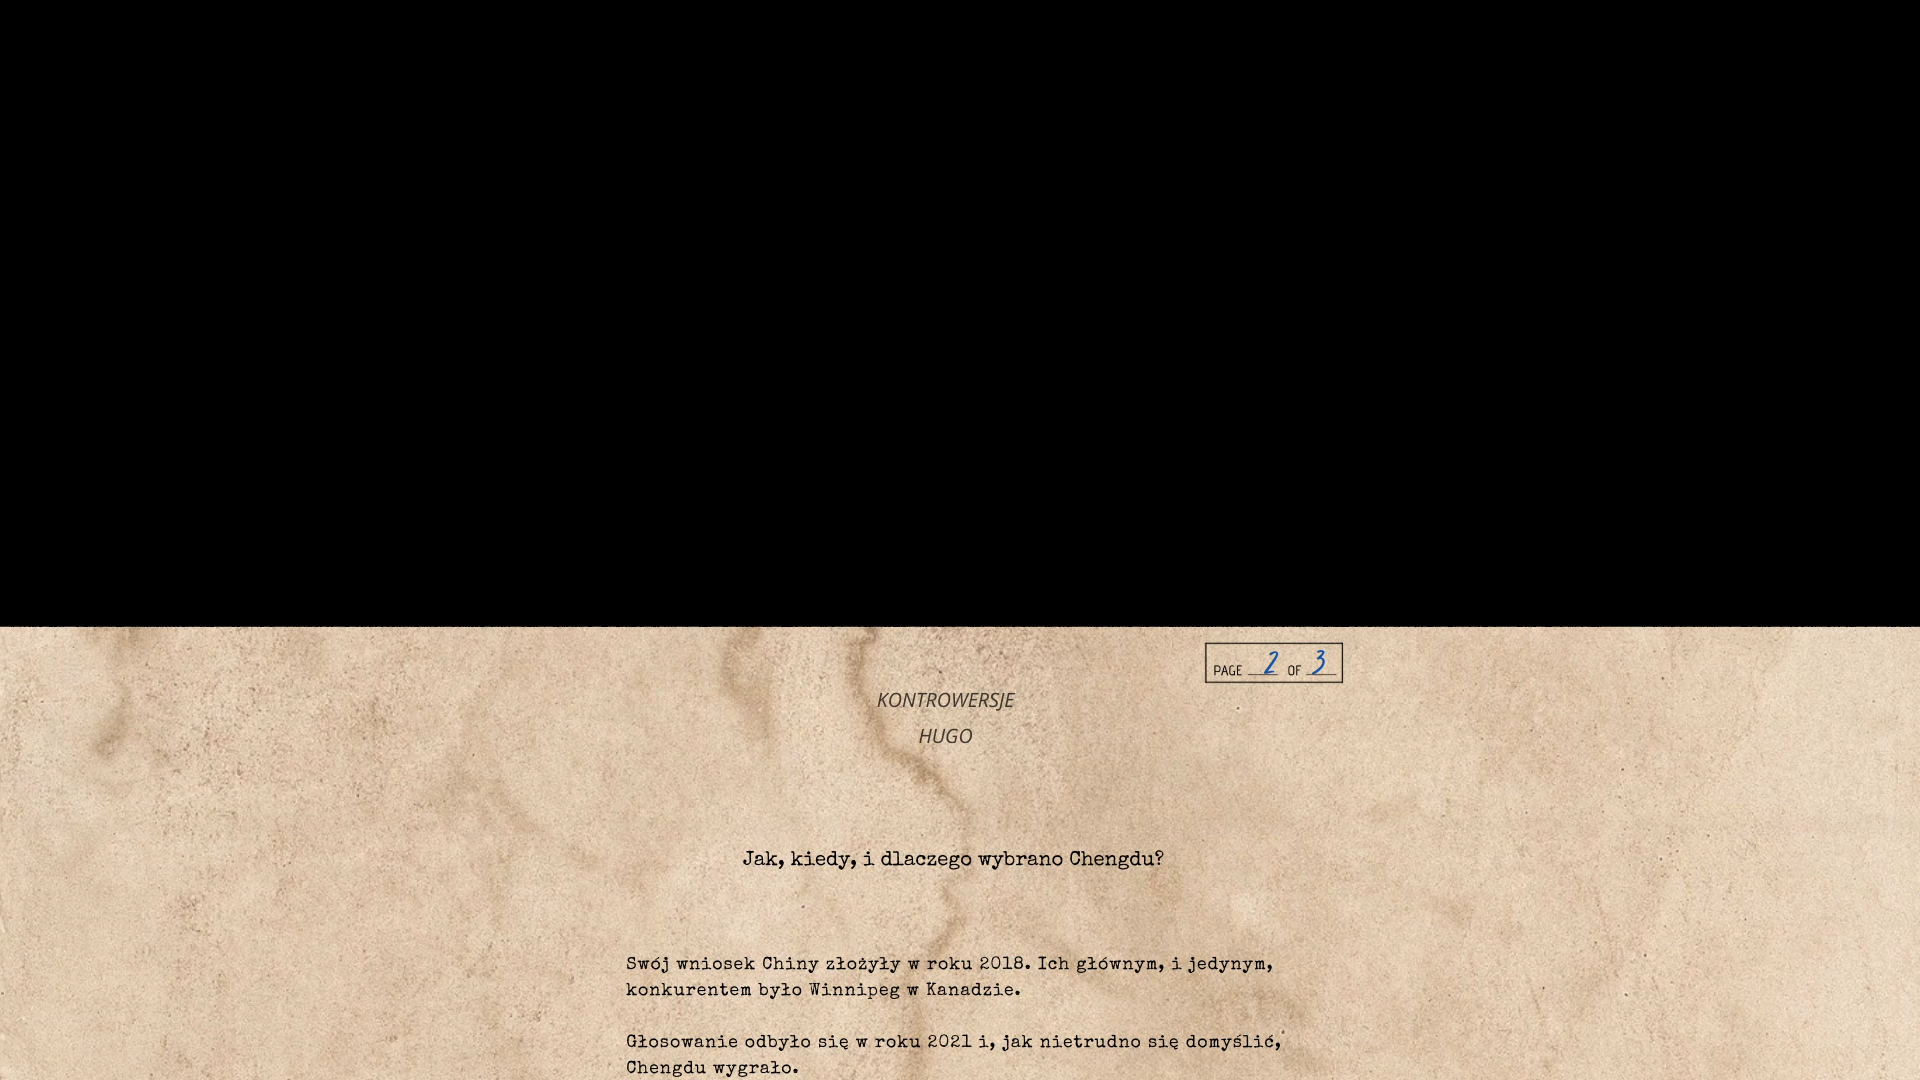 PAGE 2 OF 3
KONTROWERSJE
HUGO
Jak, kiedy, i dlaczego wybrano Chengdu?
Swój wniosek Chiny złożyły w roku 2018. Ich głównym, i jedynym,
konkurentem było Winnipeg w Kanadzie.
Głosowanie odbyło się w roku 2021 i, jak nietrudno się domyślić,
Chengdu wygrało.